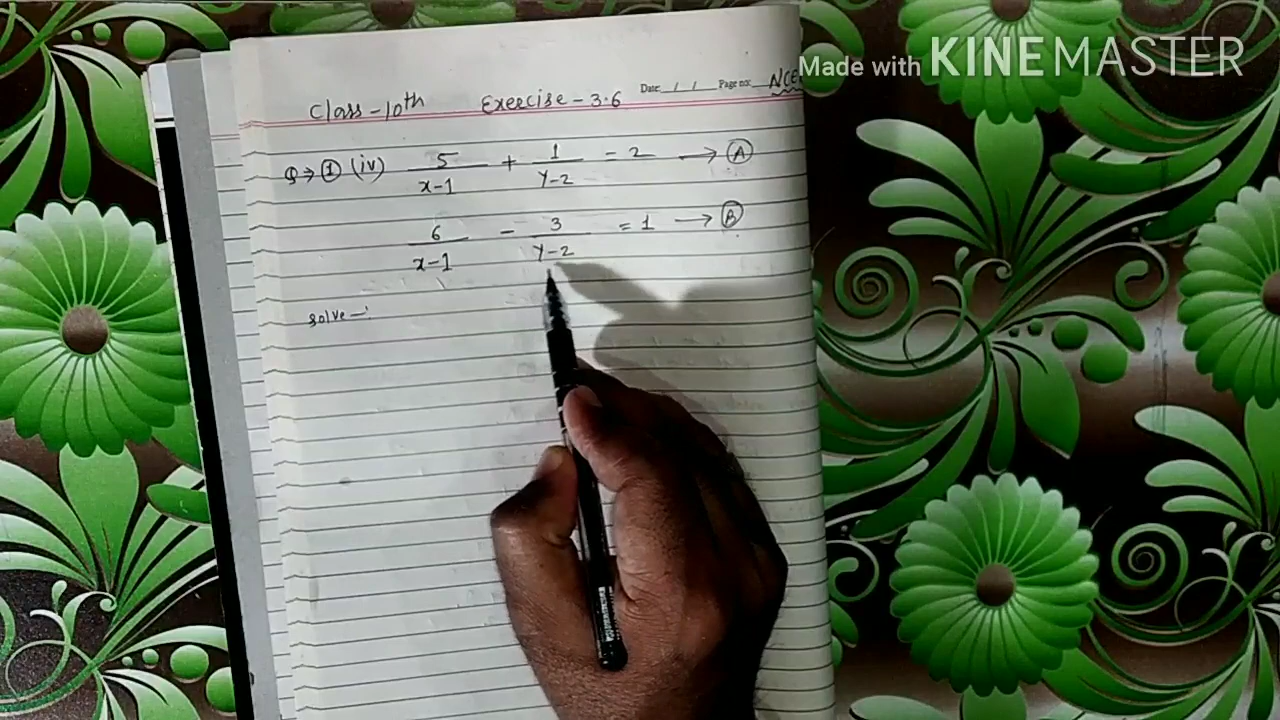 Made with KINEMASTER
Date: / / Page no:
Class-10th Exercise-3.6
Q→① (iv) 5/x-1 + 1/y-2 = 2 → Ⓐ
6/x-1 - 3/y-2 = 1 → Ⓑ
solve-: